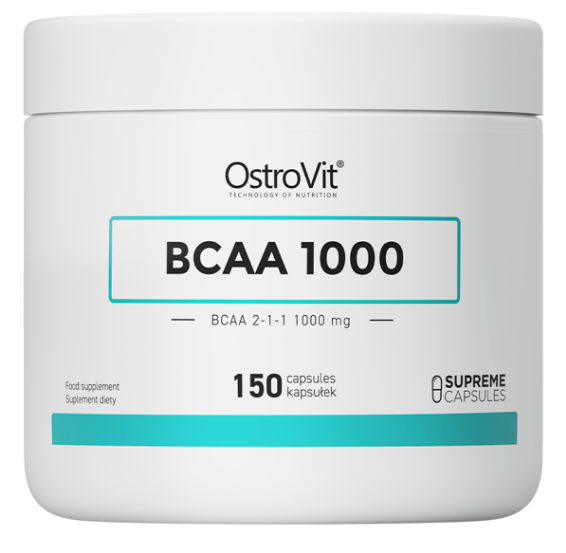 OstroVit®
TECHNOLOGY OF NUTRITION
BCAA 1000
BCAA 2-1-1 1000 mg
Food supplement
Suplement diety
150 capsules
kapsułek
SUPREME
CAPSULES